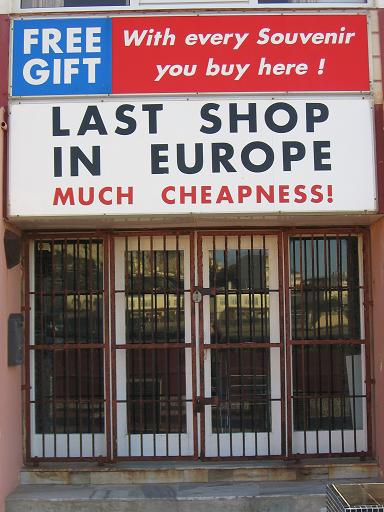 FREE GIFT
With every Souvenir
you buy here !
LAST SHOP
IN EUROPE
MUCH CHEAPNESS!